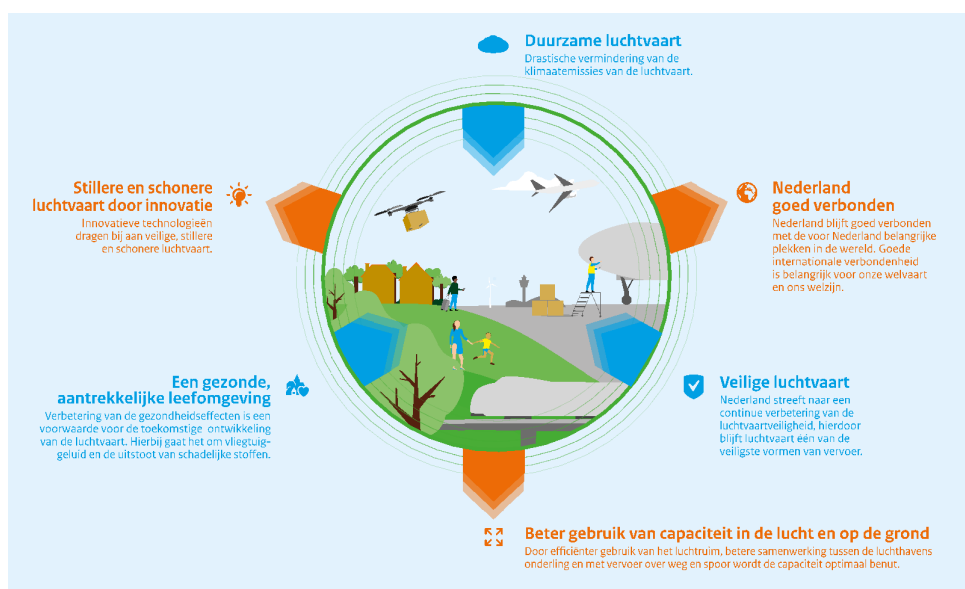 Duurzame luchtvaart
Drastische vermindering van de
klimaatemissies van de luchtvaart.
Stillere en schonere
luchtvaart door innovatie
Innovatieve technologieën
dragen bij aan veilige, stillere
en schonere luchtvaart.
Nederland
goed verbonden
Nederland blijft goed verbonden
met de voor Nederland belangrijke
plekken in de wereld. Goede
internationale verbondenheid
is belangrijk voor onze welvaart
en ons welzijn.
Een gezonde,
aantrekkelijke leefomgeving
Verbetering van de gezondheidseffecten is een
voorwaarde voor de toekomstige ontwikkeling
van de luchtvaart. Hierbij gaat het om vliegtuig-
geluid en de uitstoot van schadelijke stoffen.
Veilige luchtvaart
Nederland streeft naar een
continue verbetering van de
luchtvaartveiligheid, hierdoor
blijft luchtvaart één van de
veiligste vormen van vervoer.
Beter gebruik van capaciteit in de lucht en op de grond
Door efficiënter gebruik van het luchtruim, betere samenwerking tussen de luchthavens
onderling en met vervoer over weg en spoor wordt de capaciteit optimaal benut.